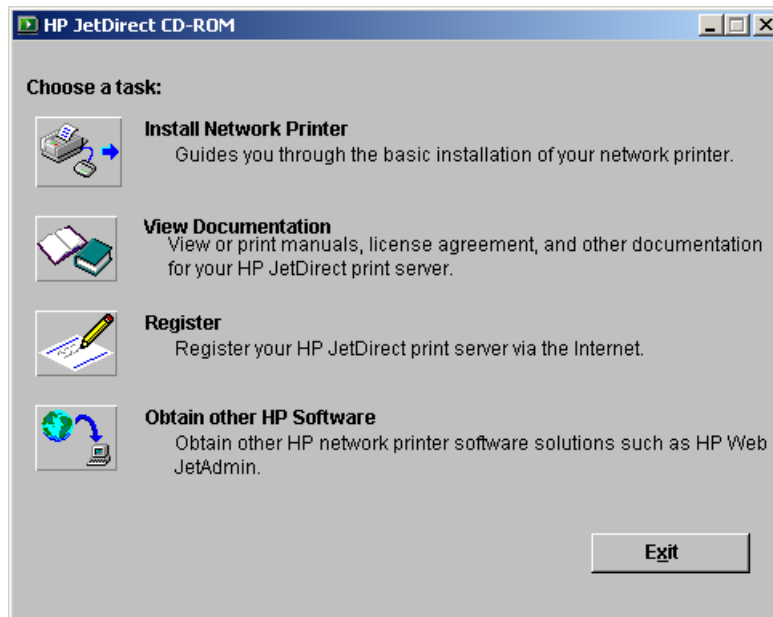 HP JetDirect CD-ROM
Choose a task:
Install Network Printer
Guides you through the basic installation of your network printer.
View Documentation
View or print manuals, license agreement, and other documentation
for your HP JetDirect print server.
Register
Register your HP JetDirect print server via the Internet.
Obtain other HP Software
Obtain other HP network printer software solutions such as HP Web
JetAdmin.
Exit